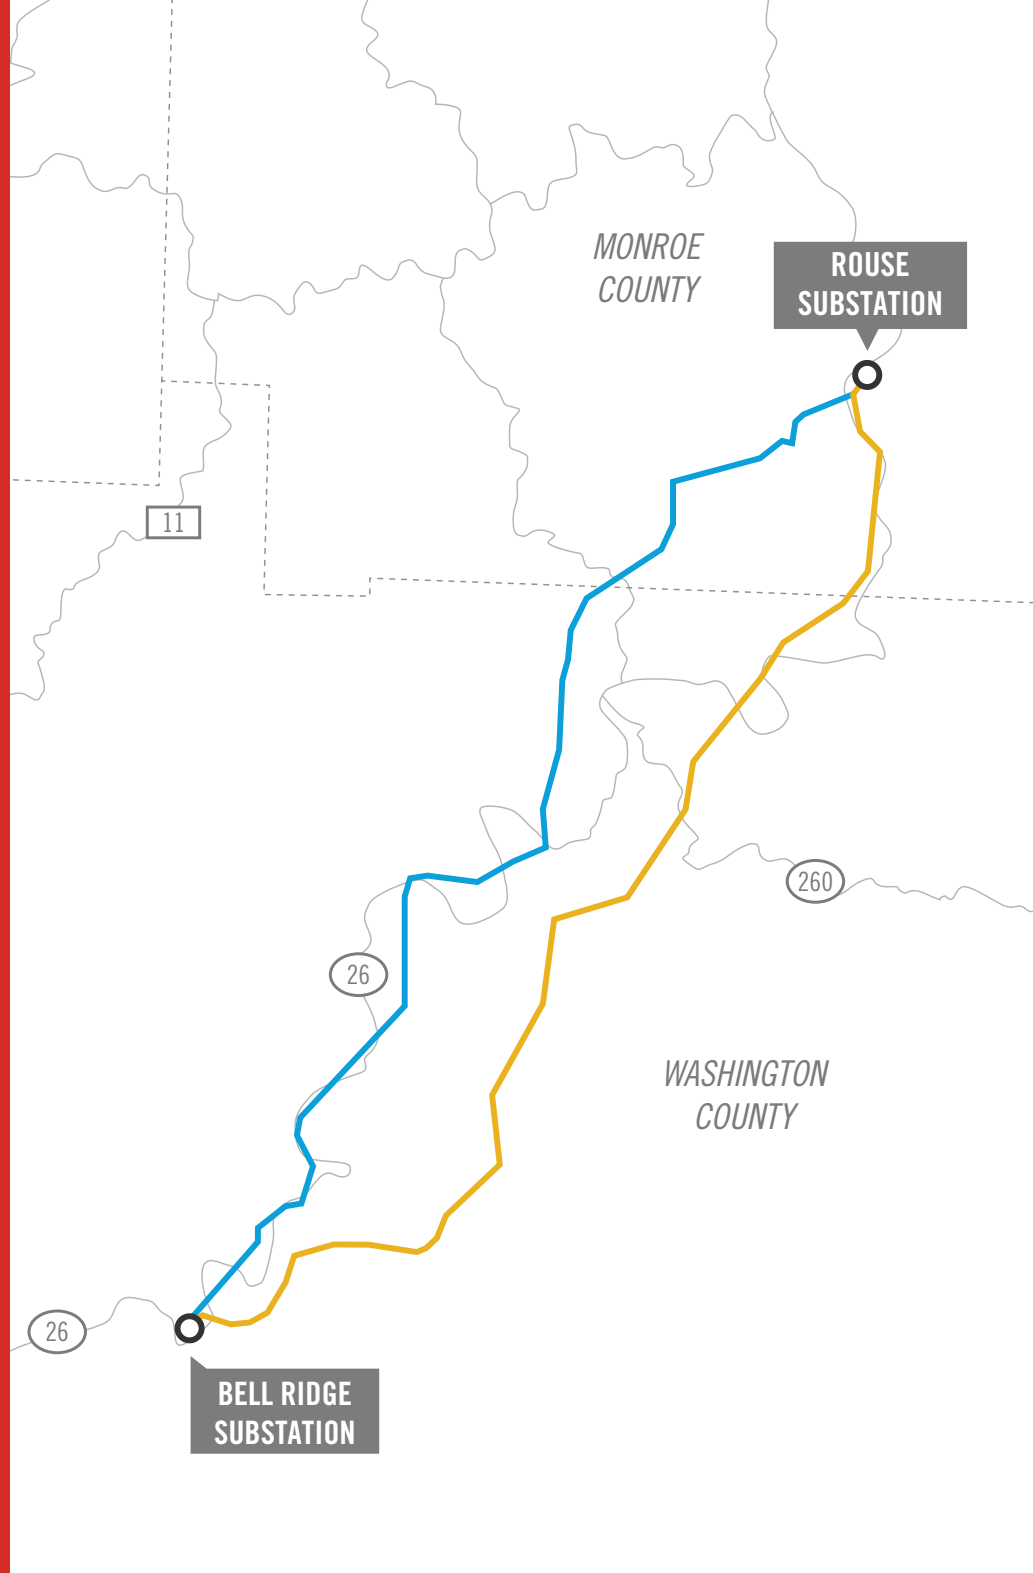 MONROE
COUNTY
ROUSE
SUBSTATION
11
260
26
WASHINGTON
COUNTY
26
BELL RIDGE
SUBSTATION